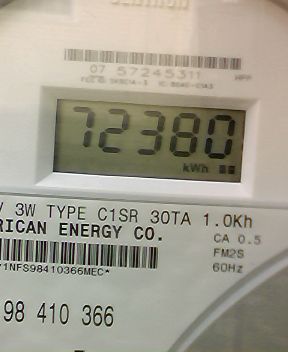 07 57245311
72380
kWh
V 3W TYPE C1SR 30TA 1.0Kh
RICAN ENERGY CO.
CA 0.5
FM2S
60Hz
1NFS98410366MEC*
98 410 366